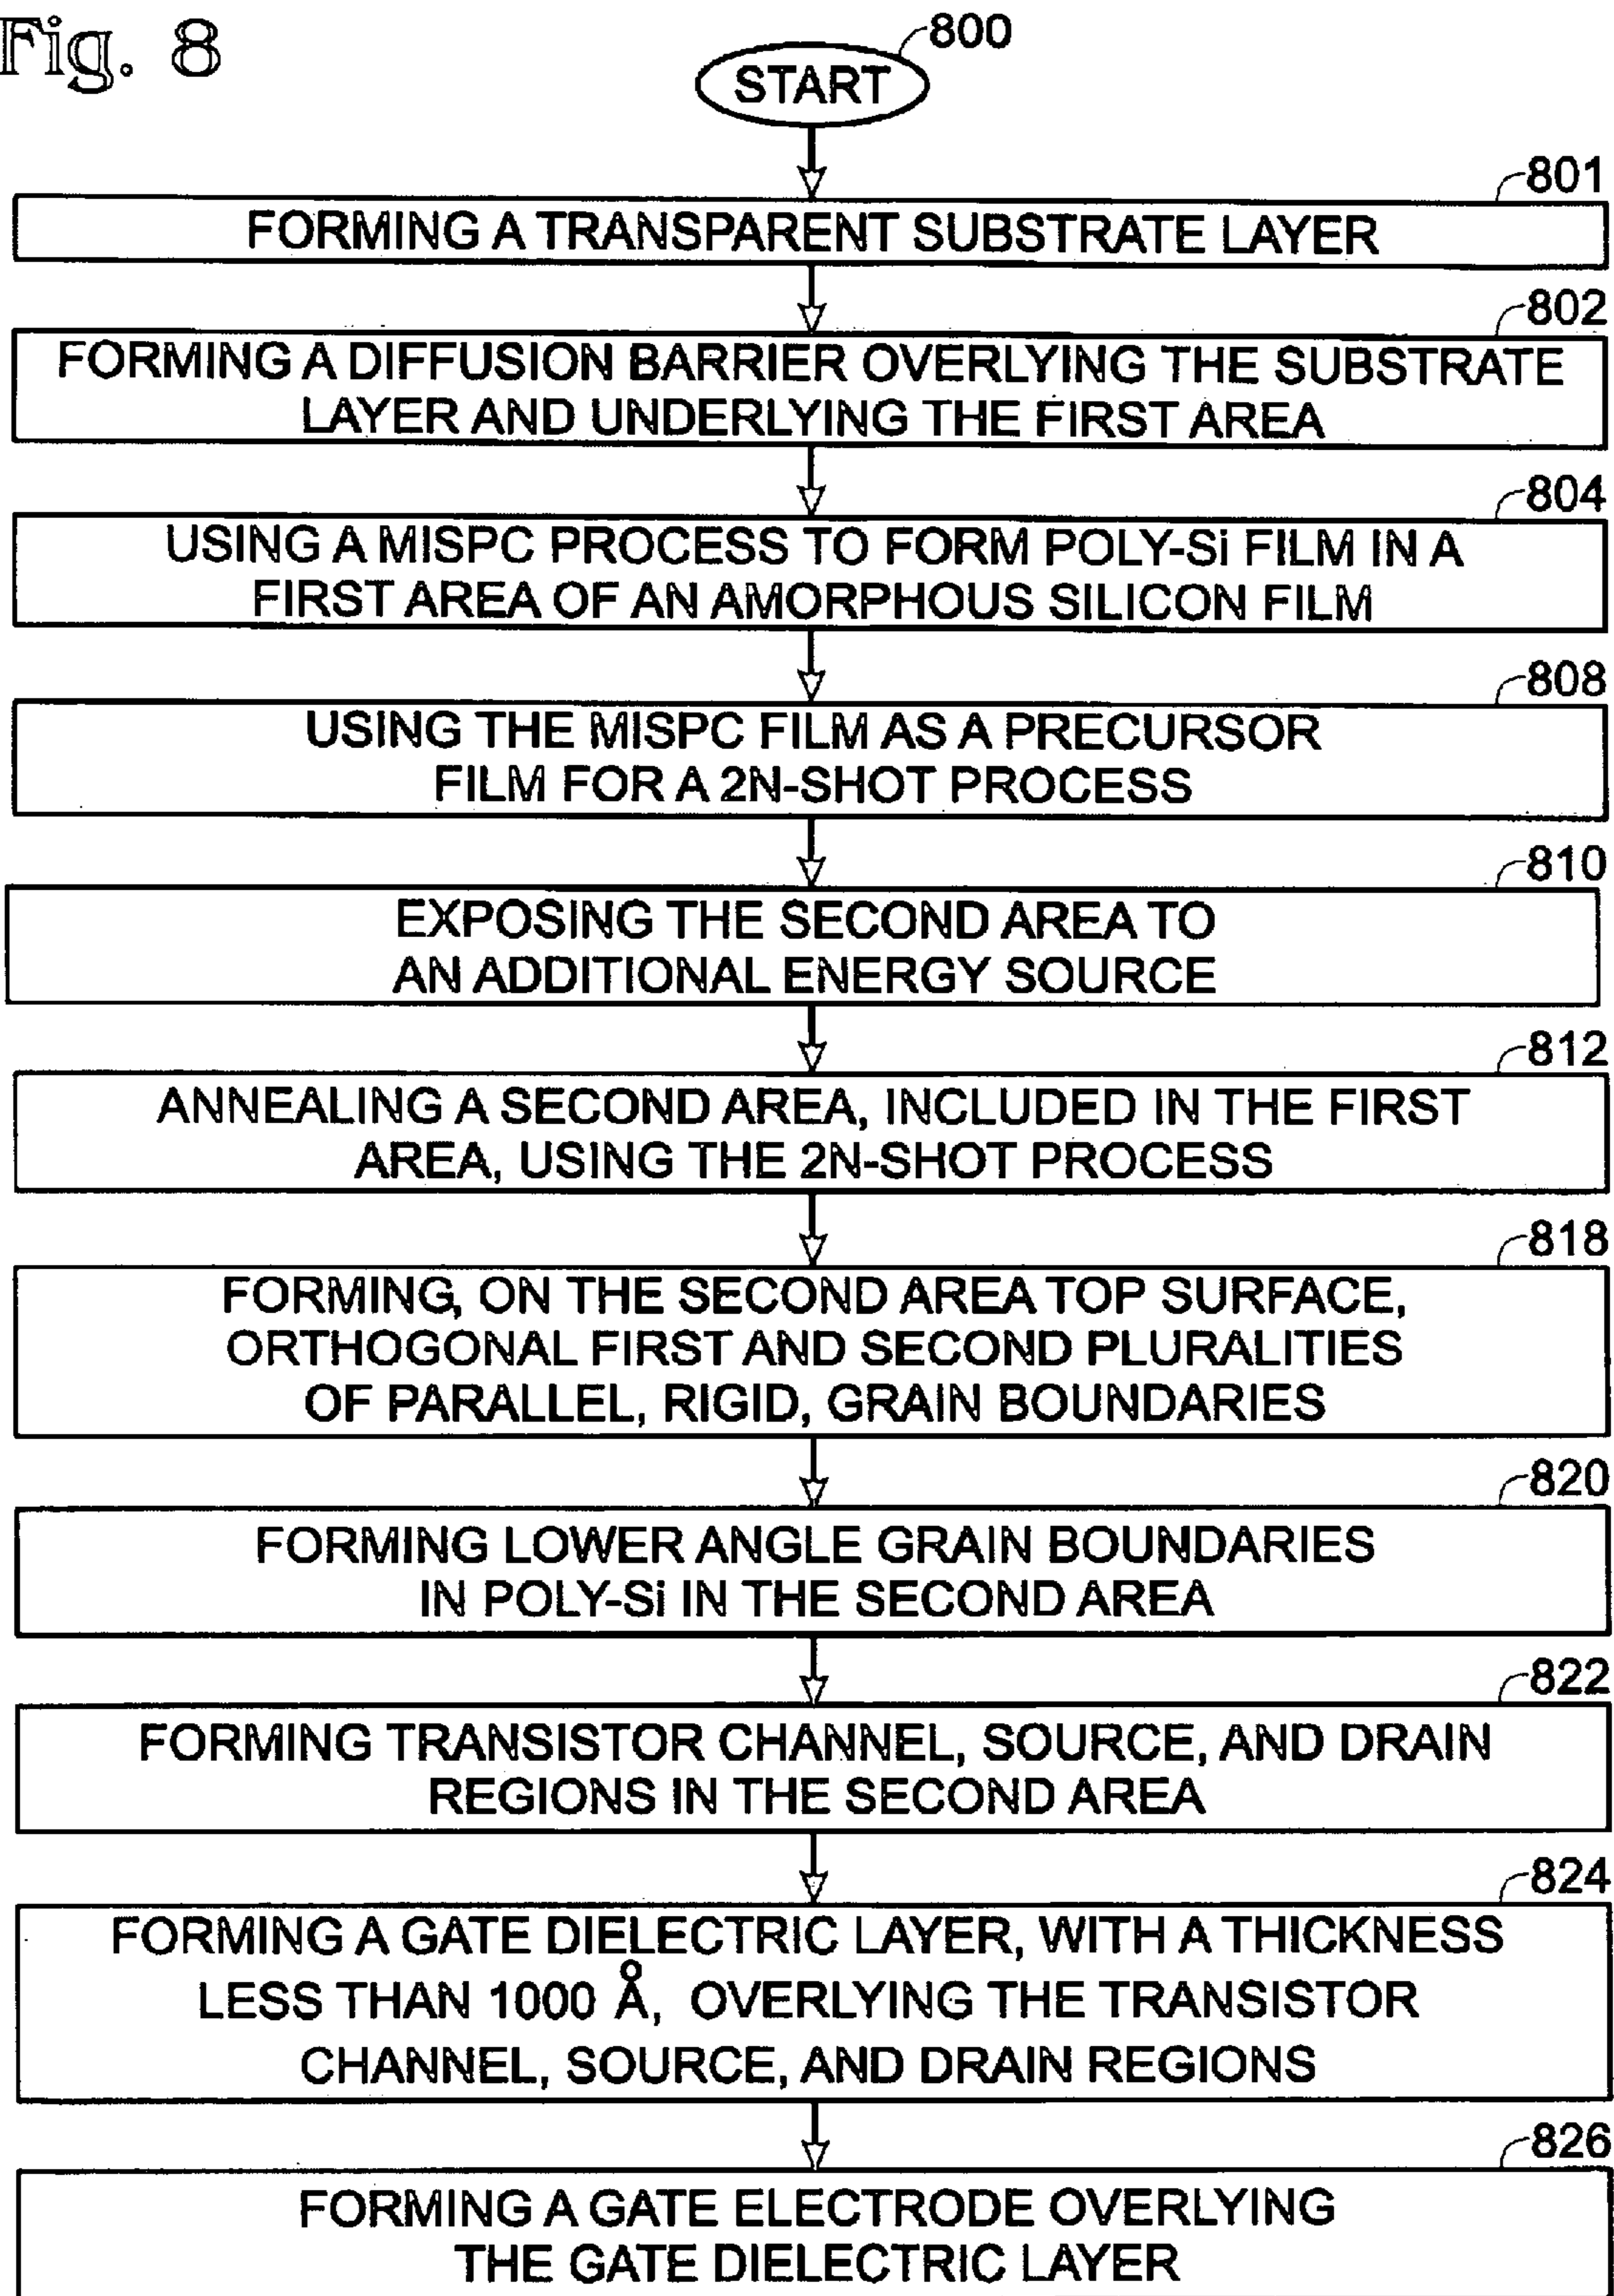 Fig. 8
800
START
801
FORMING A TRANSPARENT SUBSTRATE LAYER
802
FORMING A DIFFUSION BARRIER OVERLYING THE SUBSTRATE
LAYER AND UNDERLYING THE FIRST AREA
804
USING A MISPC PROCESS TO FORM POLY-Si FILM IN A
FIRST AREA OF AN AMORPHOUS SILICON FILM
808
USING THE MISPC FILM AS A PRECURSOR
FILM FOR A 2N-SHOT PROCESS
810
EXPOSING THE SECOND AREA TO
AN ADDITIONAL ENERGY SOURCE
812
ANNEALING A SECOND AREA, INCLUDED IN THE FIRST
AREA, USING THE 2N-SHOT PROCESS
818
FORMING, ON THE SECOND AREA TOP SURFACE,
ORTHOGONAL FIRST AND SECOND PLURALITIES
OF PARALLEL, RIGID, GRAIN BOUNDARIES
820
FORMING LOWER ANGLE GRAIN BOUNDARIES
IN POLY-Si IN THE SECOND AREA
822
FORMING TRANSISTOR CHANNEL, SOURCE, AND DRAIN
REGIONS IN THE SECOND AREA
824
FORMING A GATE DIELECTRIC LAYER, WITH A THICKNESS
LESS THAN 1000 Å, OVERLYING THE TRANSISTOR
CHANNEL, SOURCE, AND DRAIN REGIONS
826
FORMING A GATE ELECTRODE OVERLYING
THE GATE DIELECTRIC LAYER